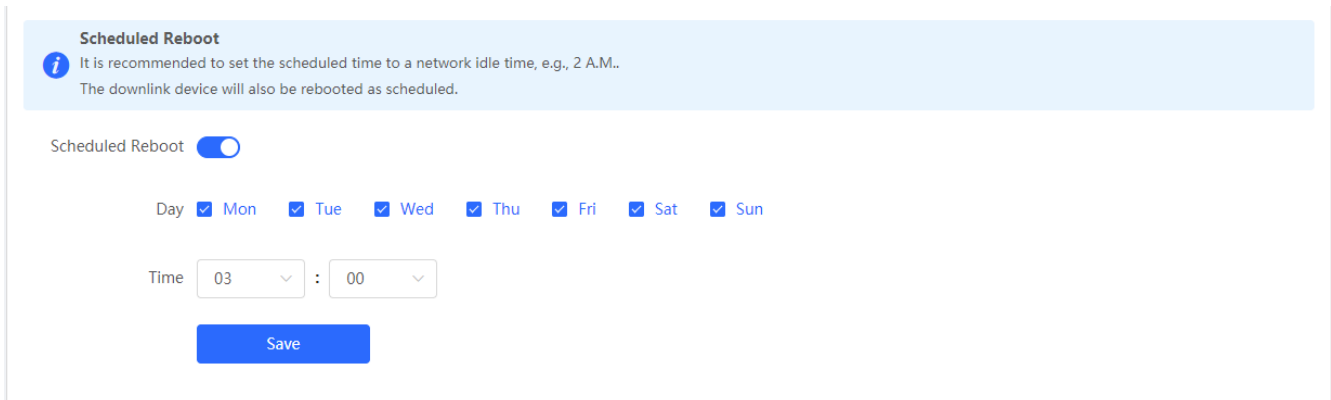 Scheduled Reboot
It is recommended to set the scheduled time to a network idle time, e.g., 2 A.M..
The downlink device will also be rebooted as scheduled.
Scheduled Reboot
Day Mon Tue Wed Thu Fri Sat Sun
Time 03 : 00
Save